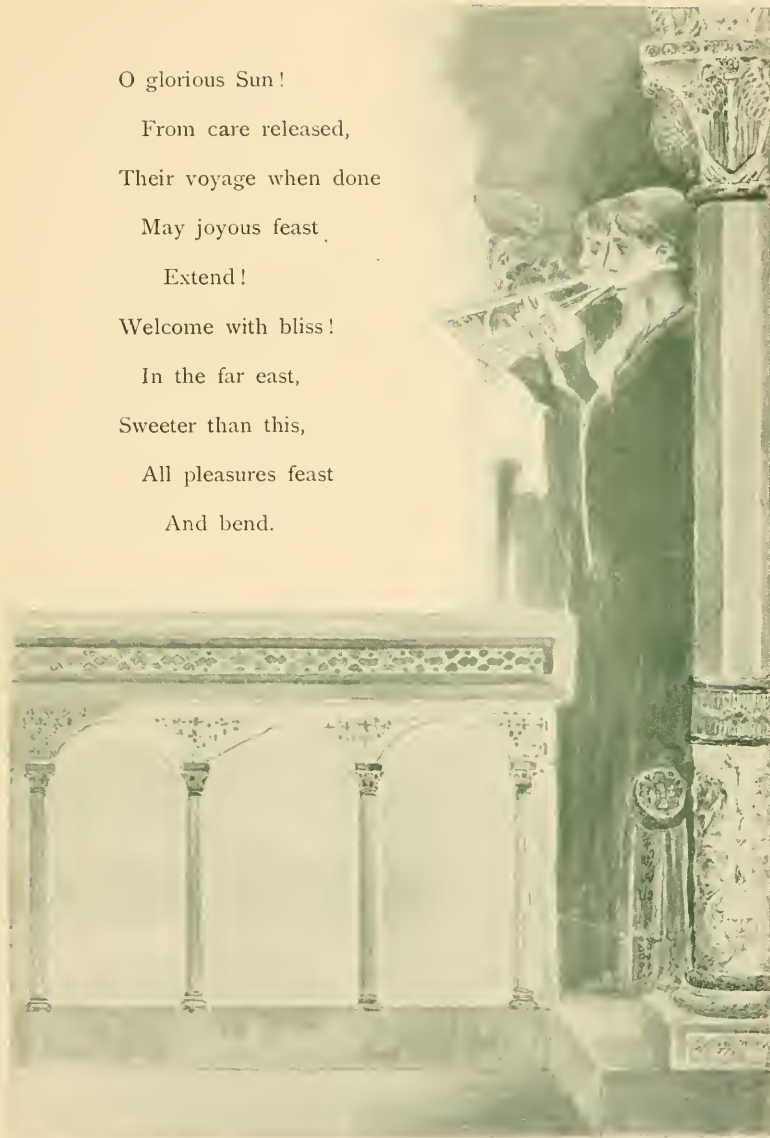 O glorious Sun !
From care released,
Their voyage when done
May joyous feast
Extend !
Welcome with bliss !
In the far east,
Sweeter than this,
All pleasures feast
And bend.